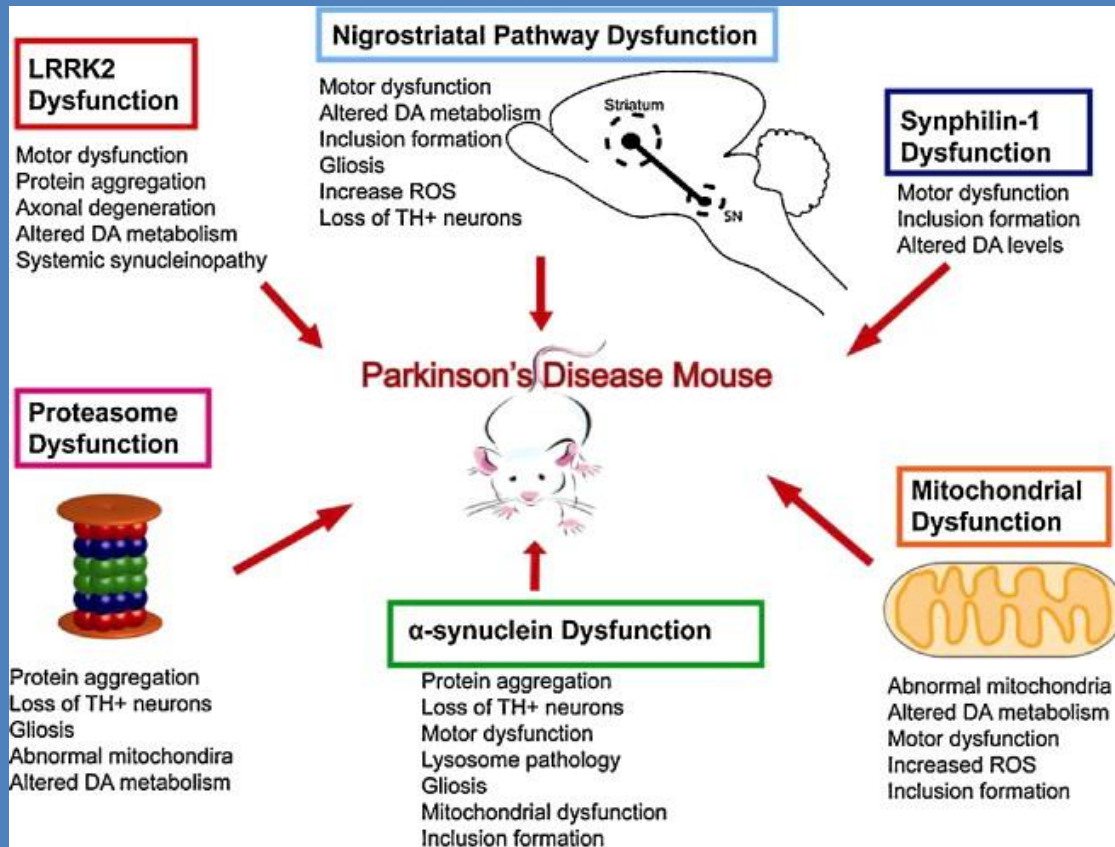 LRRK2
Dysfunction
Motor dysfunction
Protein aggregation
Axonal degeneration
Altered DA metabolism
Systemic synucleinopathy
Nigrostriatal Pathway Dysfunction
Motor dysfunction
Altered DA metabolism
Inclusion formation
Gliosis
Increase ROS
Loss of TH+ neurons
Striatum
SN
Synphilin-1
Dysfunction
Motor dysfunction
Inclusion formation
Altered DA levels
Parkinson's Disease Mouse
Proteasome
Dysfunction
Protein aggregation
Loss of TH+ neurons
Gliosis
Abnormal mitochondira
Altered DA metabolism
α-synuclein Dysfunction
Protein aggregation
Loss of TH+ neurons
Motor dysfunction
Lysosome pathology
Gliosis
Mitochondrial dysfunction
Inclusion formation
Mitochondrial
Dysfunction
Abnormal mitochondria
Altered DA metabolism
Motor dysfunction
Increased ROS
Inclusion formation